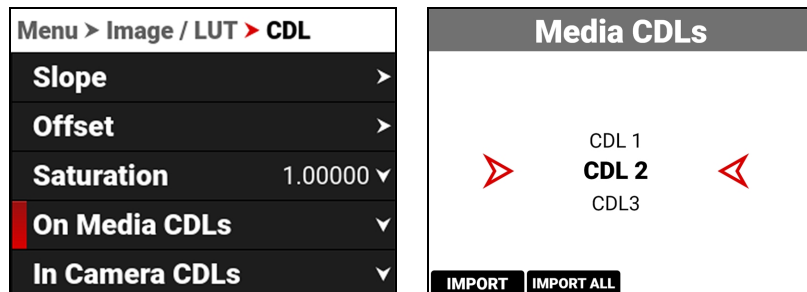 Menu > Image / LUT > CDL
Slope
Offset
Saturation 1.00000
On Media CDLs
In Camera CDLs
Media CDLs
CDL 1
CDL 2
CDL3
IMPORT IMPORT ALL